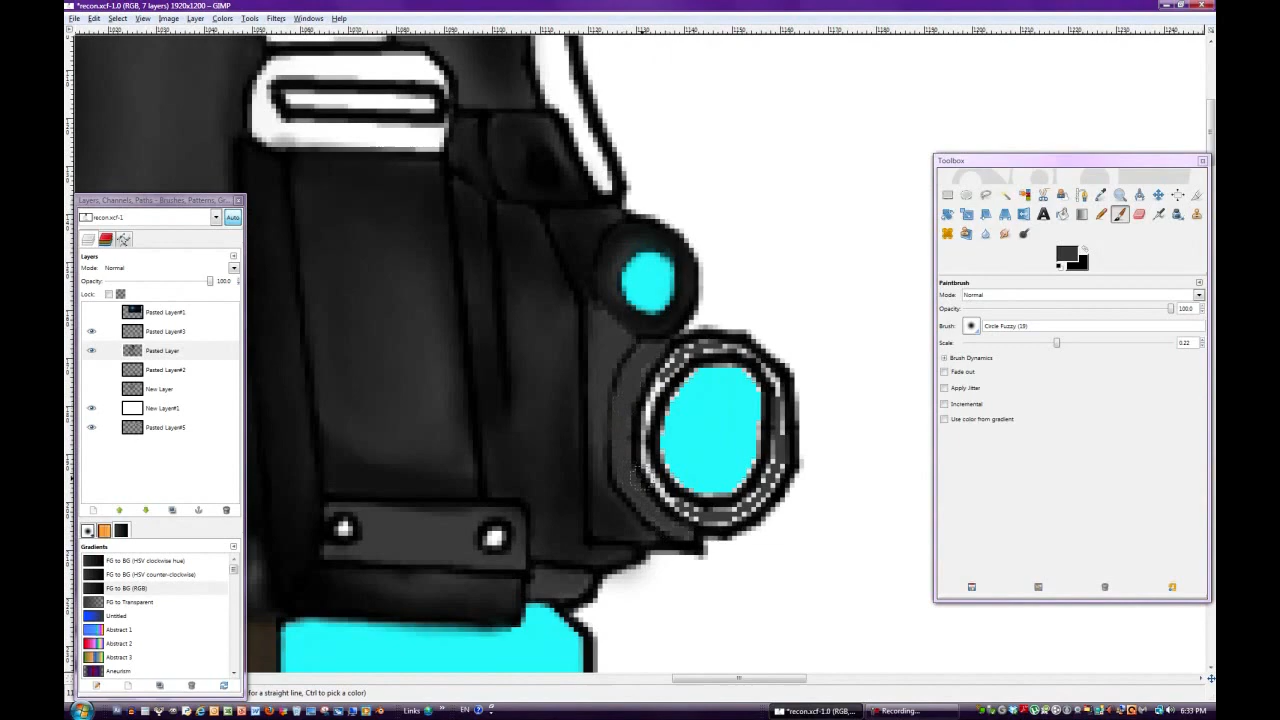 *recon.xcf-1.0 (RGB, 7 layers) 1920x1200 – GIMP
File Edit Select View Image Layer Colors Tools Filters Windows Help
Layers, Channels, Paths - Brushes, Patterns, Gr...
recon.xcf-1
Auto
Layers
Mode: Normal
Opacity: 100.0
Lock:
Pasted Layer#1
Pasted Layer#3
Pasted Layer
Pasted Layer#2
New Layer
New Layer#1
Pasted Layer#5
Gradients
FG to BG (HSV clockwise hue)
FG to BG (HSV counter-clockwise)
FG to BG (RGB)
FG to Transparent
Untitled
Abstract 1
Abstract 2
Abstract 3
Aneurism
Toolbox
Paintbrush
Mode: Normal
Opacity: 100.0
Brush: Circle Fuzzy (19)
Scale: 0.22
Brush Dynamics
Fade out
Apply Jitter
Incremental
Use color from gradient
for a straight line, Ctrl to pick a color)
Links
EN
*recon.xcf-1.0 (RGB,...
Recording...
6:33 PM